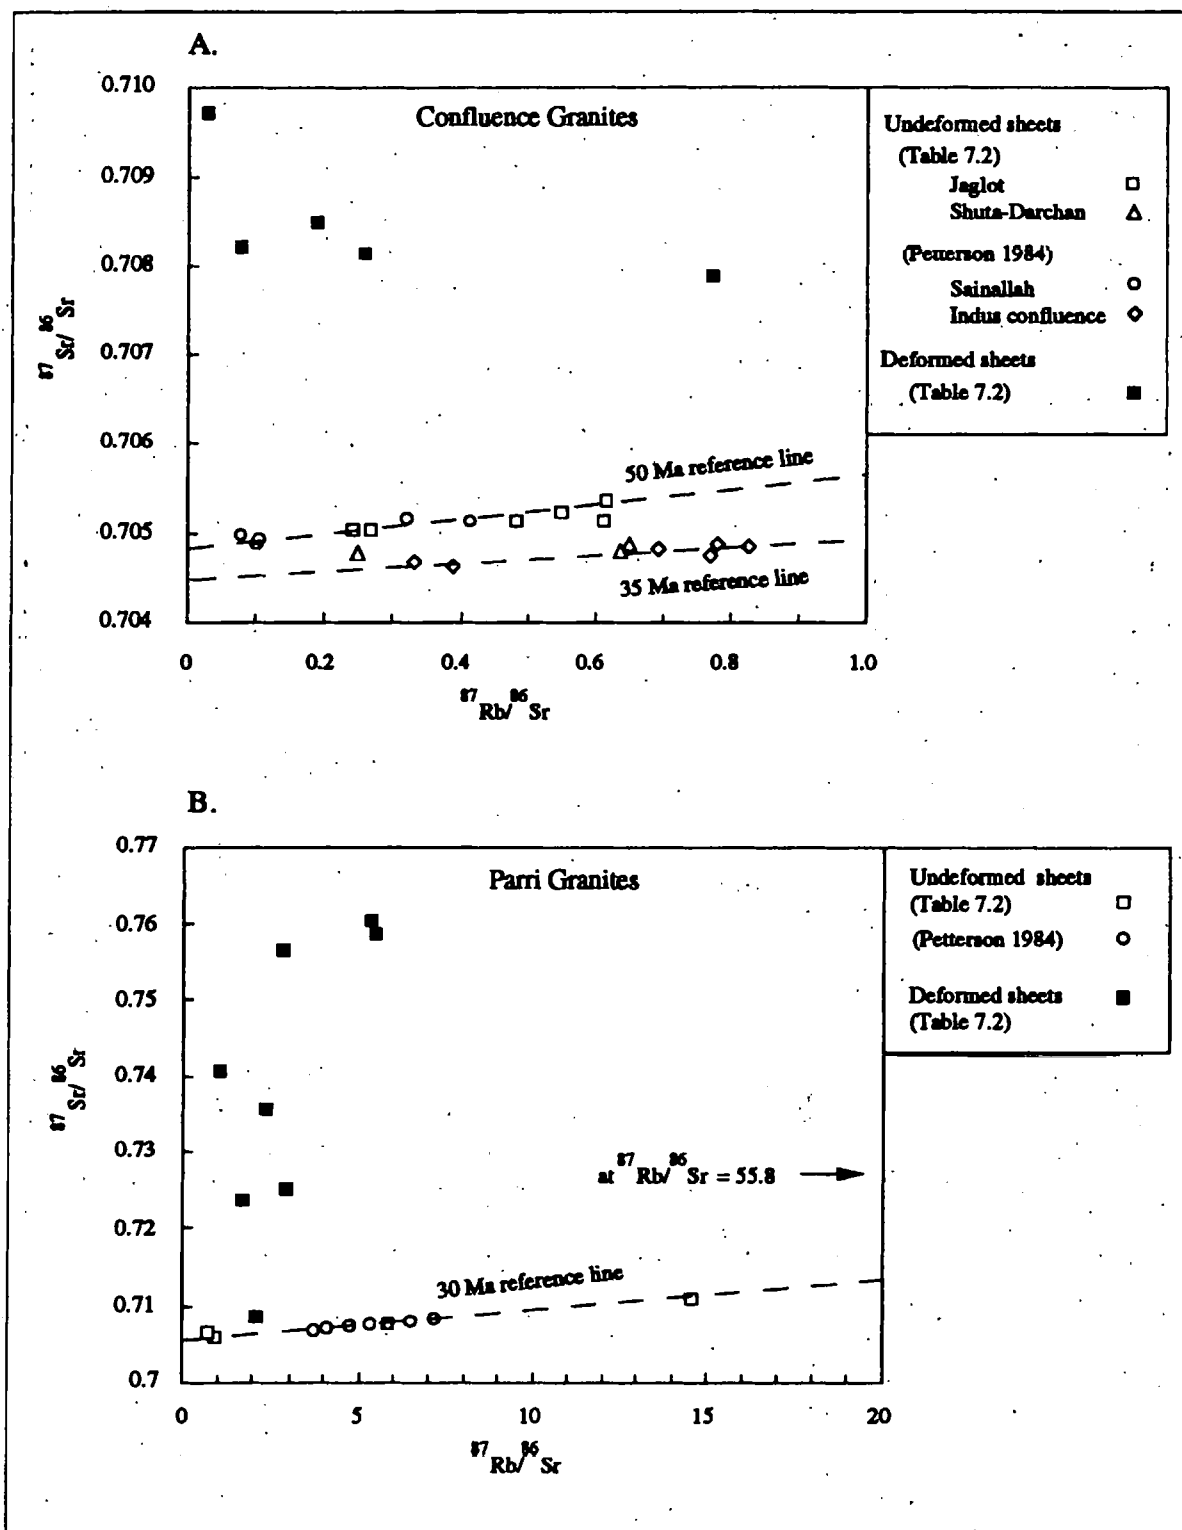 A.
Confluence Granites
0.710
0.709
0.708
0.707
0.706
0.705
0.704
87Sr/86Sr
50 Ma reference line
35 Ma reference line
0 0.2 0.4 0.6 0.8 1.0
87Rb/86Sr
Undeformed sheets
(Table 7.2)
Jaglot
Shuta-Darchan
(Petterson 1984)
Sainallah
Indus confluence
Deformed sheets
(Table 7.2)
B.
Parri Granites
0.77
0.76
0.75
0.74
0.73
0.72
0.71
0.7
87Sr/86Sr
at 87Rb/86Sr = 55.8
30 Ma reference line
0 5 10 15 20
87Rb/86Sr
Undeformed sheets
(Table 7.2)
(Petterson 1984)
Deformed sheets
(Table 7.2)